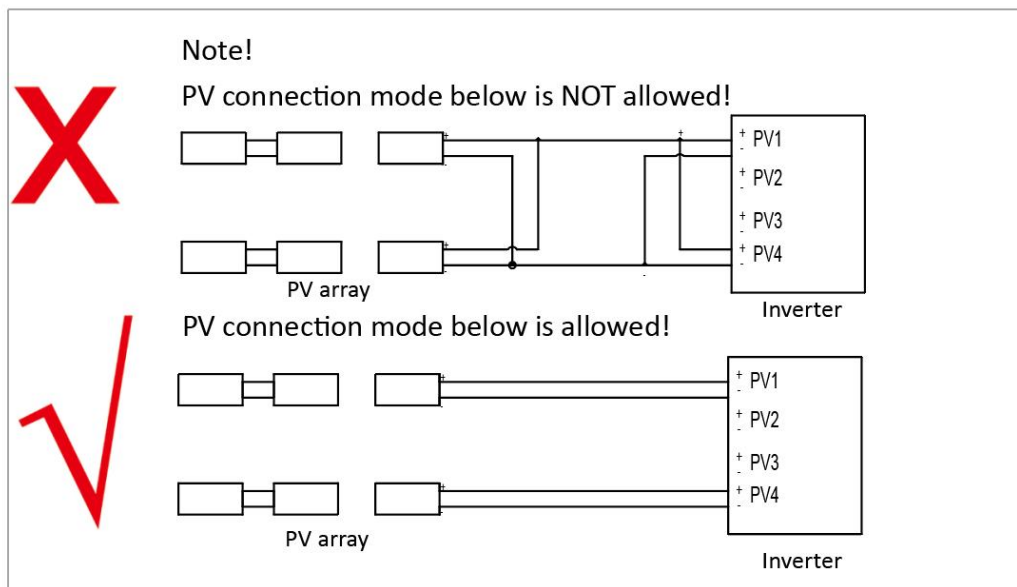 Note!
PV connection mode below is NOT allowed!
+
-
+
-
+
-
+ PV1
-
+ PV2
-
+ PV3
-
+ PV4
-
PV array
Inverter
PV connection mode below is allowed!
+
-
+
-
+ PV1
-
+ PV2
-
+ PV3
-
+ PV4
-
PV array
Inverter